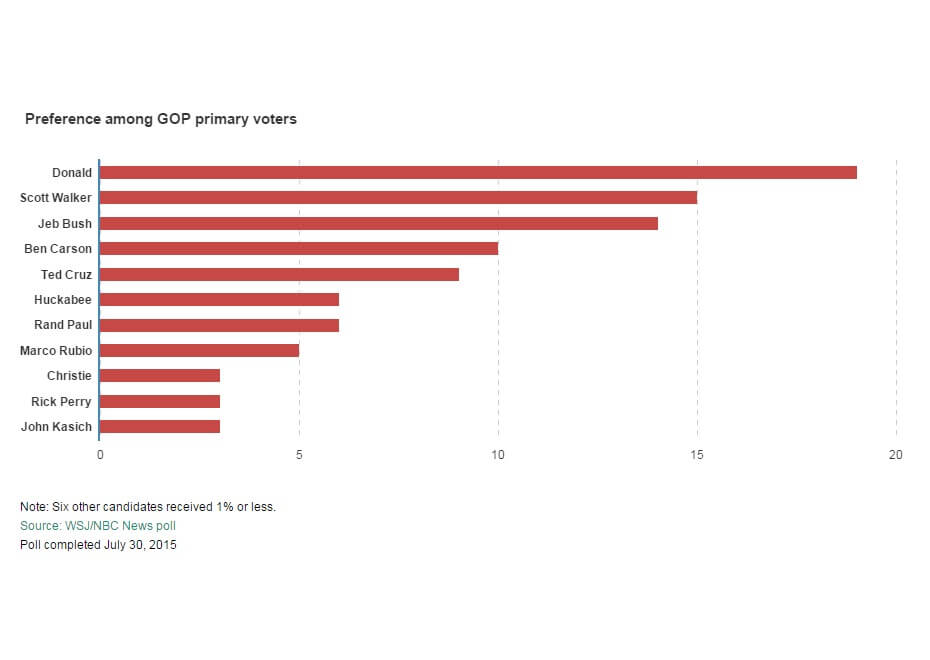 Preference among GOP primary voters
Donald
Scott Walker
Jeb Bush
Ben Carson
Ted Cruz
Huckabee
Rand Paul
Marco Rubio
Christie
Rick Perry
John Kasich
0 5 10 15 20
Note: Six other candidates received 1% or less.
Source: WSJ/NBC News poll
Poll completed July 30, 2015